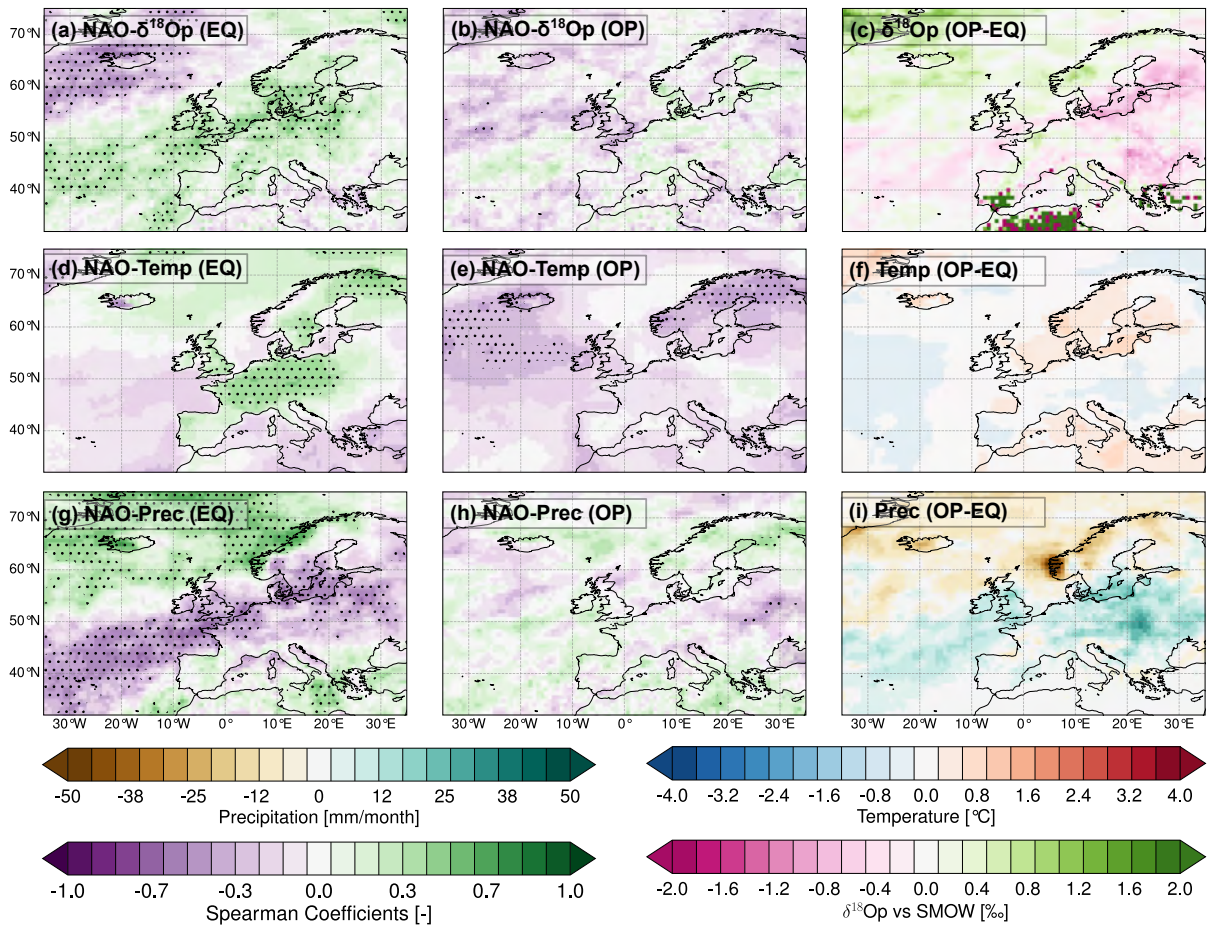 (a) NAO-δ¹⁸Op (EQ)
(b) NAO-δ¹⁸Op (OP)
(c) δ¹⁸Op (OP-EQ)
70°N
60°N
50°N
40°N
(d) NAO-Temp (EQ)
(e) NAO-Temp (OP)
(f) Temp (OP-EQ)
70°N
60°N
50°N
40°N
(g) NAO-Prec (EQ)
(h) NAO-Prec (OP)
(i) Prec (OP-EQ)
70°N
60°N
50°N
40°N
30°W 20°W 10°W 0° 10°E 20°E 30°E
30°W 20°W 10°W 0° 10°E 20°E 30°E
30°W 20°W 10°W 0° 10°E 20°E 30°E
-50 -38 -25 -12 0 12 25 38 50
Precipitation [mm/month]
-4.0 -3.2 -2.4 -1.6 -0.8 0.0 0.8 1.6 2.4 3.2 4.0
Temperature [°C]
-1.0 -0.7 -0.3 0.0 0.3 0.7 1.0
Spearman Coefficients [-]
-2.0 -1.6 -1.2 -0.8 -0.4 0.0 0.4 0.8 1.2 1.6 2.0
δ¹⁸Op vs SMOW [‰]